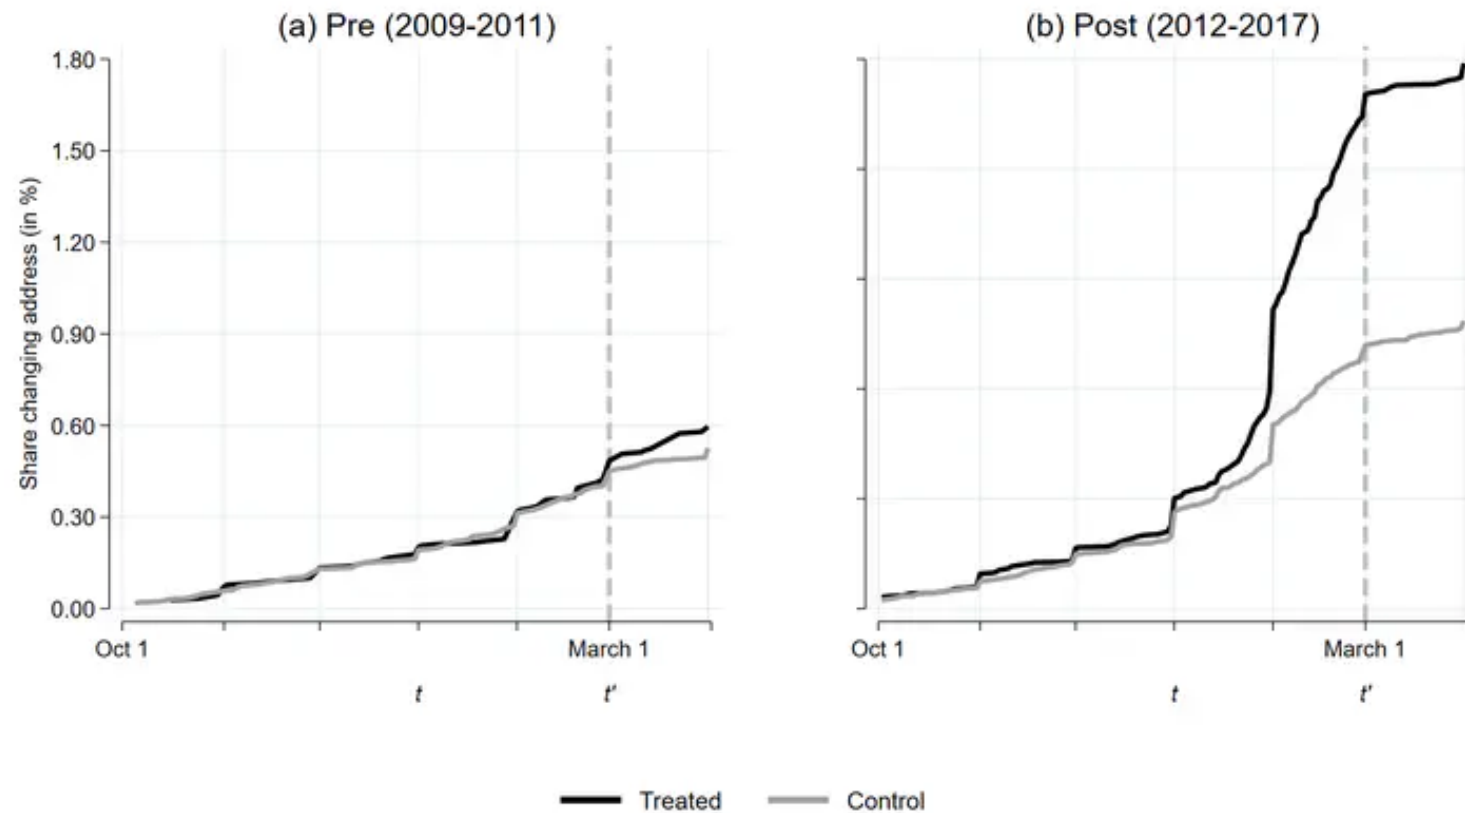 (a) Pre (2009-2011)
(b) Post (2012-2017)
Share changing address (in %)
1.80
1.50
1.20
0.90
0.60
0.30
0.00
Oct 1
March 1
t
t'
Oct 1
March 1
t
t'
Treated
Control